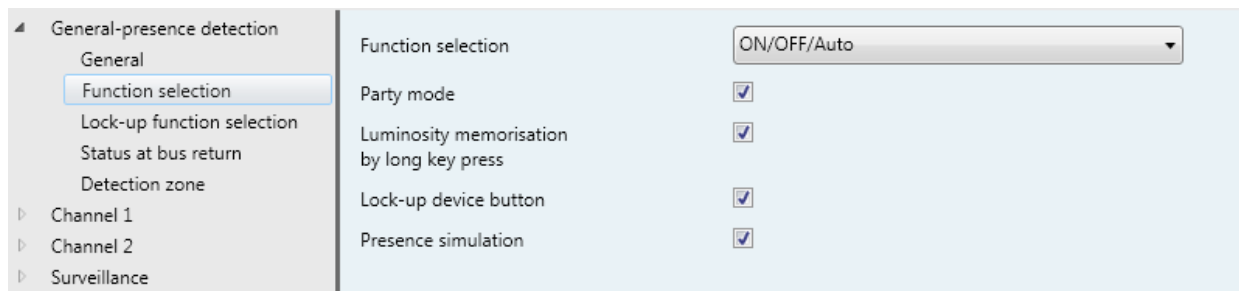 General-presence detection
General
Function selection
Lock-up function selection
Status at bus return
Detection zone
Channel 1
Channel 2
Surveillance
Function selection
ON/OFF/Auto
Party mode
Luminosity memorisation
by long key press
Lock-up device button
Presence simulation